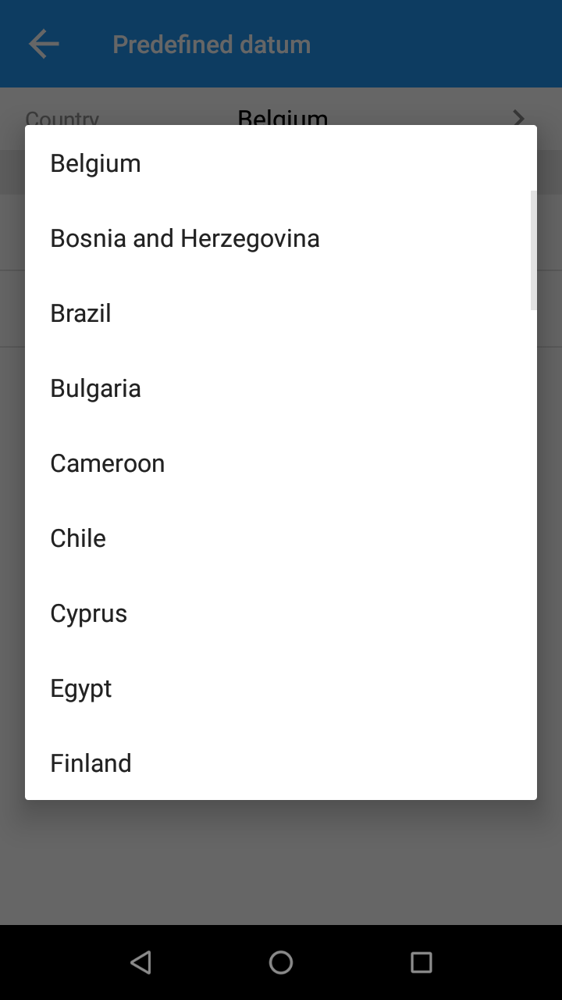 Predefined datum
Country Belgium
Belgium
Bosnia and Herzegovina
Brazil
Bulgaria
Cameroon
Chile
Cyprus
Egypt
Finland